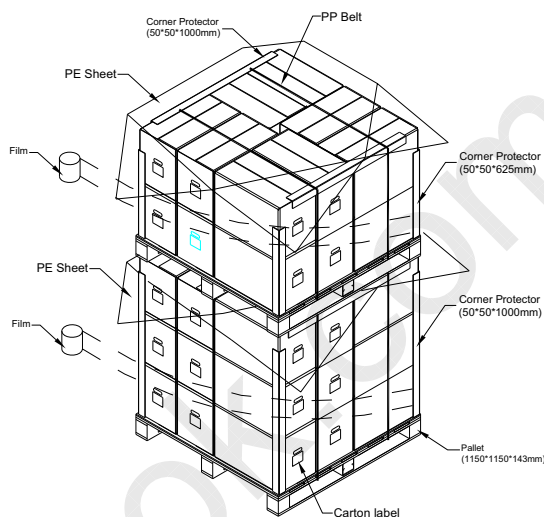 Corner Protector
(50*50*1000mm)
PP Belt
PE Sheet
Film
Corner Protector
(50*50*625mm)
PE Sheet
Corner Protector
(50*50*1000mm)
Film
Pallet
(1150*1150*143mm)
Carton label